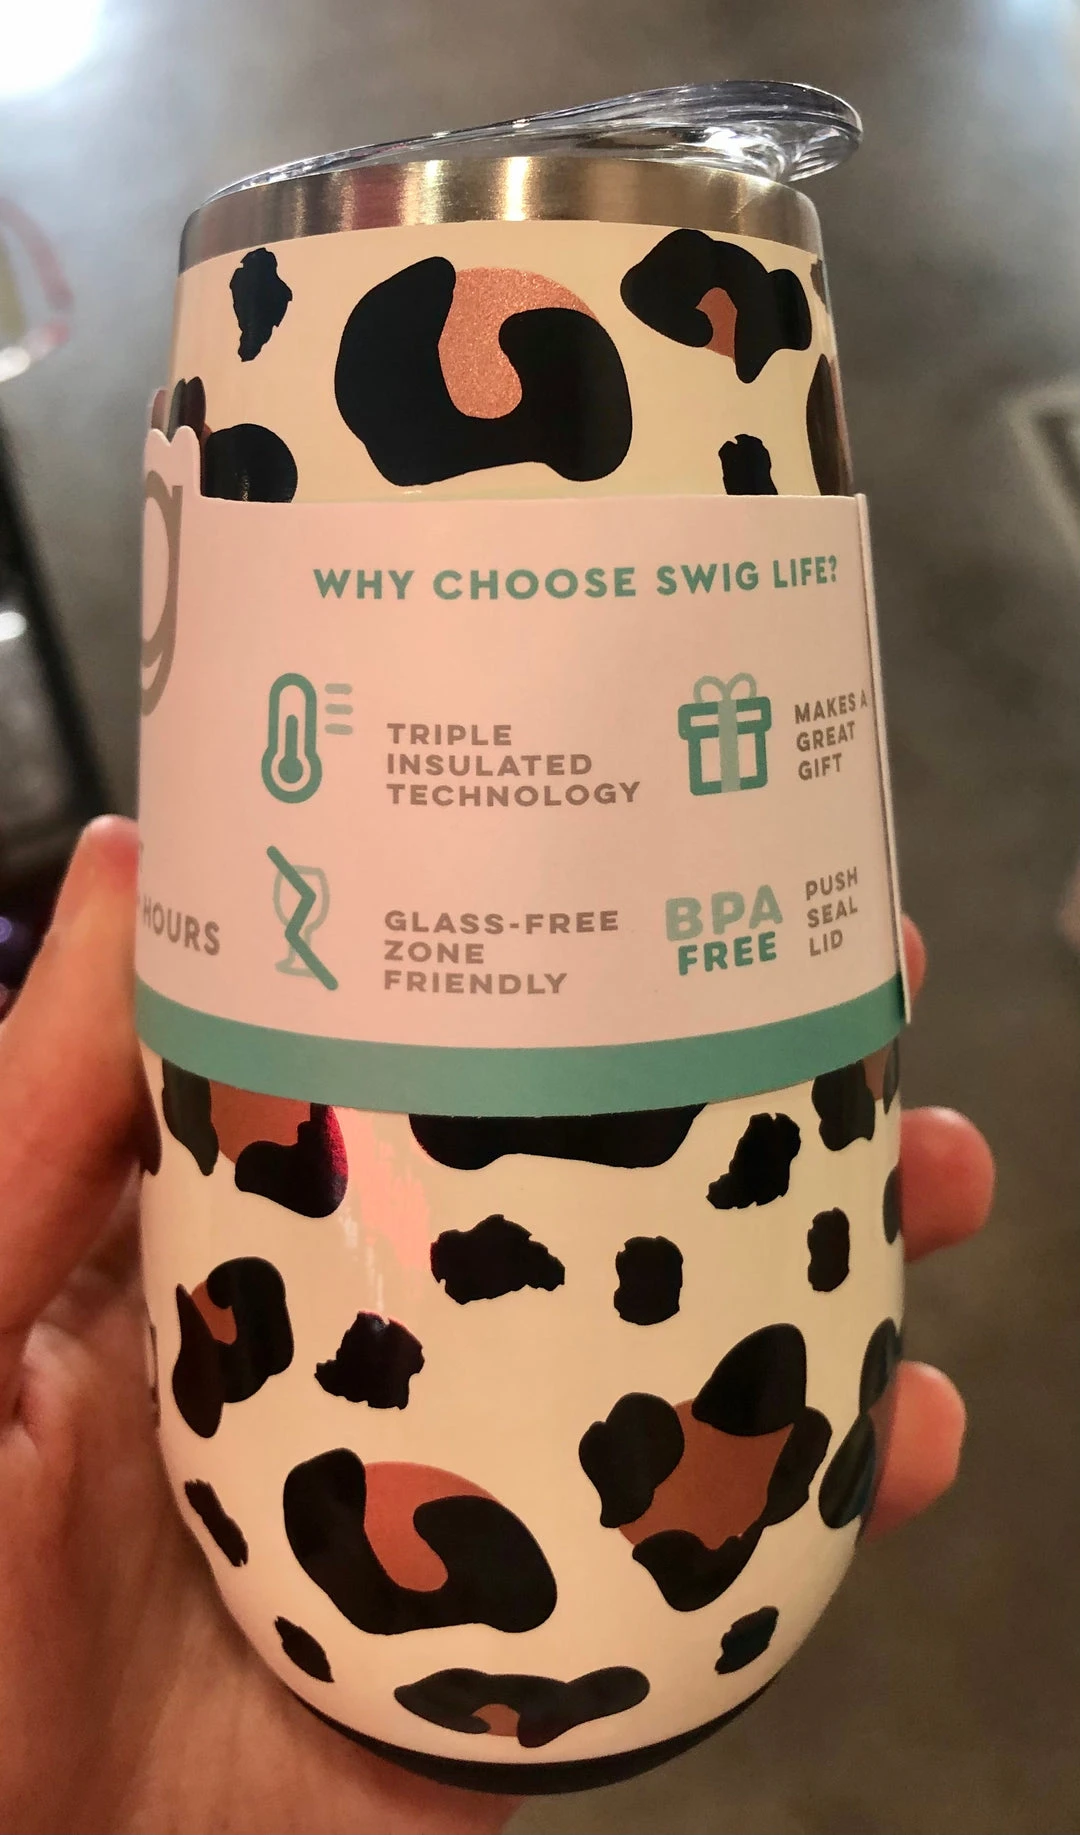 g
WHY CHOOSE SWIG LIFE?
TRIPLE
INSULATED
TECHNOLOGY
MAKES A
GREAT
GIFT
HOURS
GLASS-FREE
ZONE
FRIENDLY
BPA
FREE
PUSH
SEAL
LID